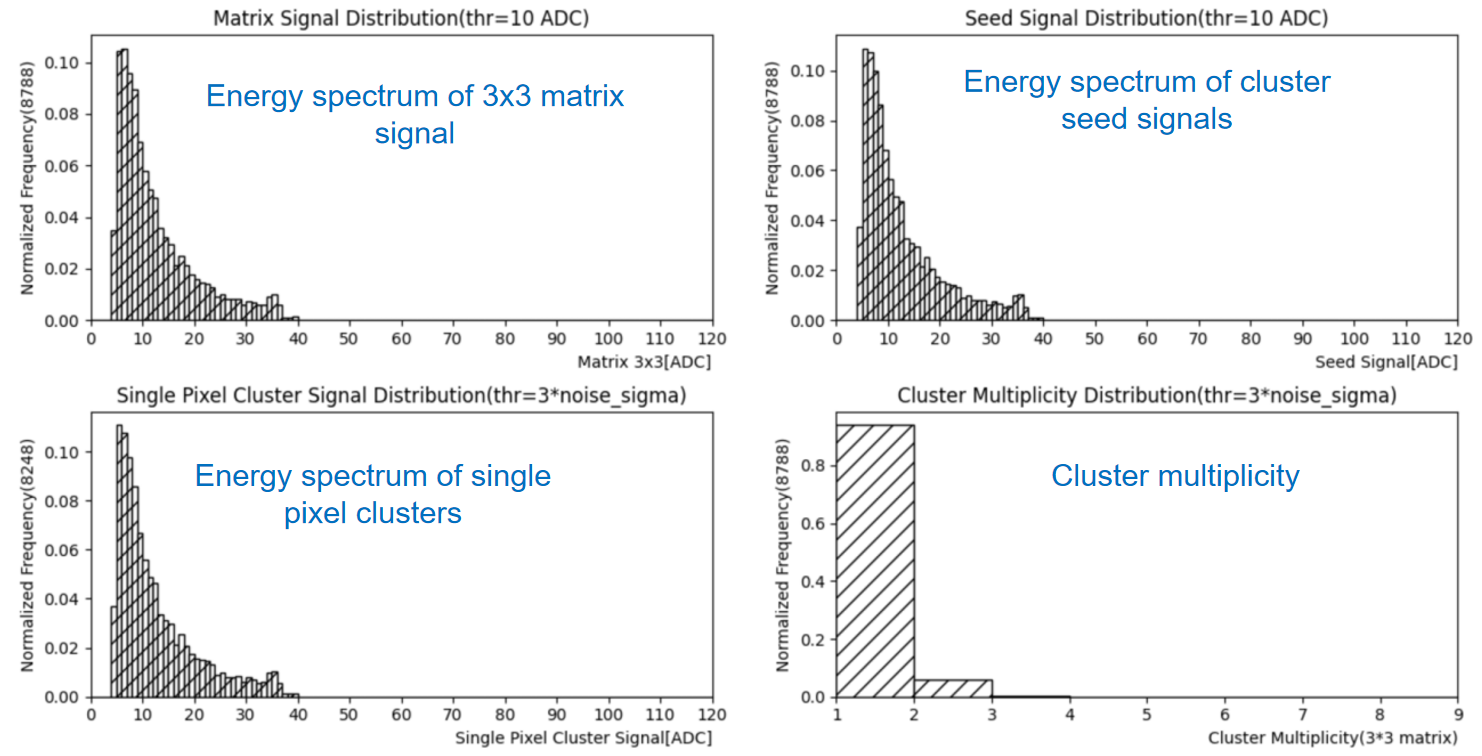 Matrix Signal Distribution(thr=10 ADC)
Normalized Frequency(8788)
0.10
0.08
0.06
0.04
0.02
0.00
Energy spectrum of 3x3 matrix
signal
0 10 20 30 40 50 60 70 80 90 100 110 120
Matrix 3x3[ADC]
Seed Signal Distribution(thr=10 ADC)
Normalized Frequency(8788)
0.10
0.08
0.06
0.04
0.02
0.00
Energy spectrum of cluster
seed signals
0 10 20 30 40 50 60 70 80 90 100 110 120
Seed Signal[ADC]
Single Pixel Cluster Signal Distribution(thr=3*noise_sigma)
Normalized Frequency(8248)
0.10
0.08
0.06
0.04
0.02
0.00
Energy spectrum of single
pixel clusters
0 10 20 30 40 50 60 70 80 90 100 110 120
Single Pixel Cluster Signal[ADC]
Cluster Multiplicity Distribution(thr=3*noise_sigma)
Normalized Frequency(8788)
0.8
0.6
0.4
0.2
0.0
Cluster multiplicity
1 2 3 4 5 6 7 8 9
Cluster Multiplicity(3*3 matrix)